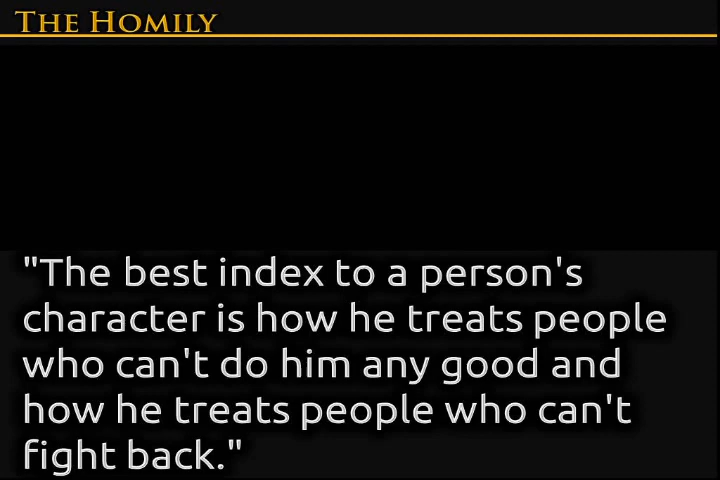 THE HOMILY
"The best index to a person's
character is how he treats people
who can't do him any good and
how he treats people who can't
fight back."